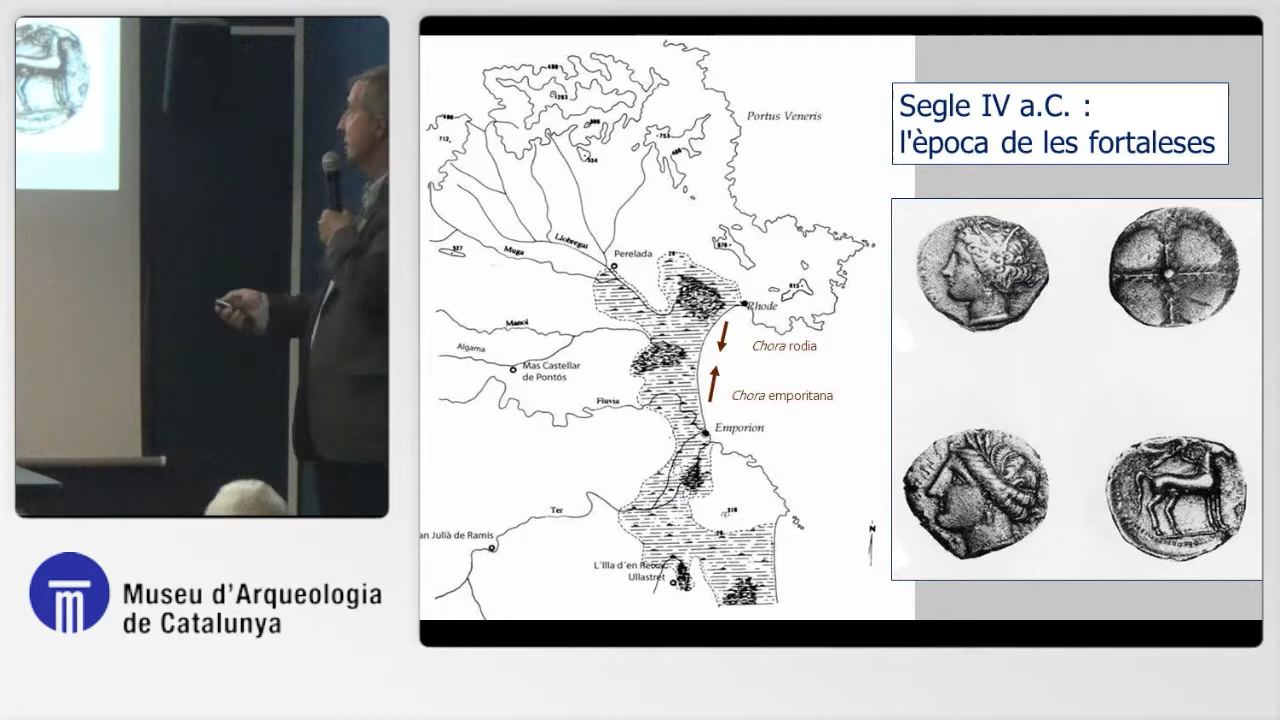 Segle IV a.C. :
l'època de les fortaleses
Portus Veneris
Llobregat
Muga
Perelada
Rhode
Manol
Algama
Chora rodia
Mas Castellar
de Pontós
Chora emporitana
Fluvia
Emporion
Ter
an Julià de Ramis
L'Illa d'en Reixac
Ullastret
N
Museu d'Arqueologia
de Catalunya